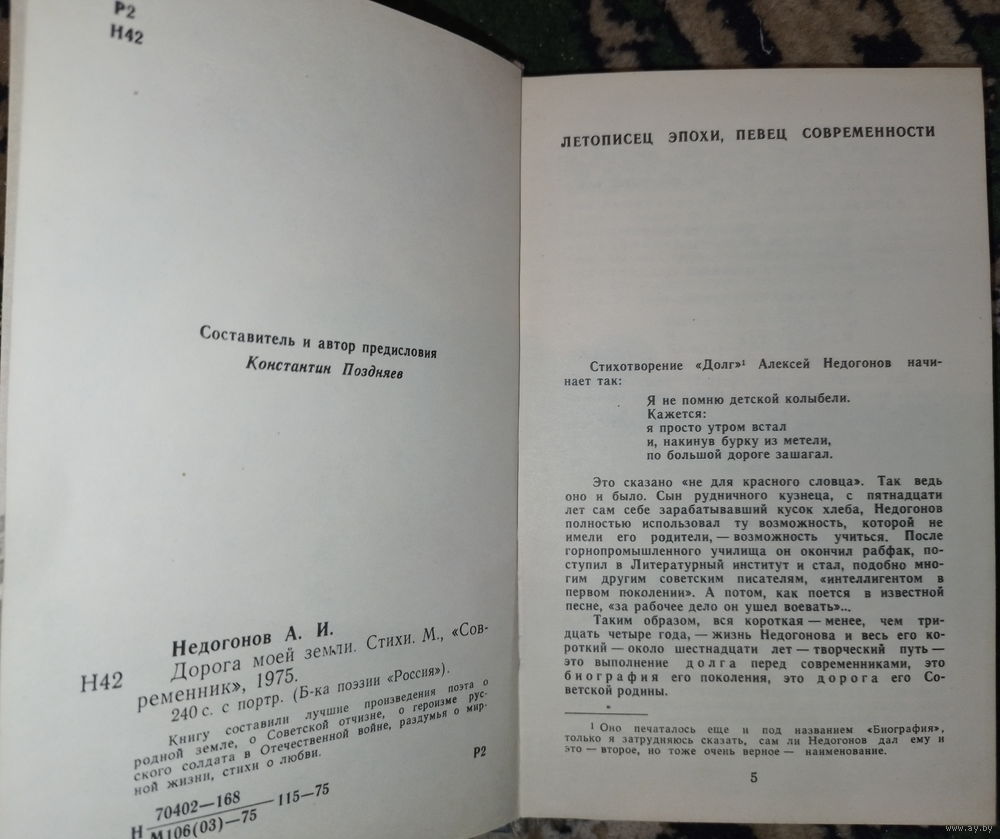 Р2
Н42
Составитель и автор предисловия
Константин Поздняев
Недогонов А. И.
Н42 Дорога моей земли. Стихи. М., «Сов-
ременник», 1975.
240 с. с портр. (Б-ка поэзии «Россия»).
Книгу составили лучшие произведения поэта о
родной земле, о Советской отчизне, о героизме рус-
ского солдата в Отечественной войне, раздумья о мир-
ной жизни, стихи о любви.
70402—168
Н ——— 115—75
М106(03)—75
Р2
ЛЕТОПИСЕЦ ЭПОХИ, ПЕВЕЦ СОВРЕМЕННОСТИ
Стихотворение «Долг»¹ Алексей Недогонов начи-
нает так:
Я не помню детской колыбели.
Кажется:
я просто утром встал
и, накинув бурку из метели,
по большой дороге зашагал.
Это сказано «не для красного словца». Так ведь
оно и было. Сын рудничного кузнеца, с пятнадцати
лет сам себе зарабатывавший кусок хлеба, Недогонов
полностью использовал ту возможность, которой не
имели его родители, — возможность учиться. После
горнопромышленного училища он окончил рабфак, по-
ступил в Литературный институт и стал, подобно мно-
гим другим советским писателям, «интеллигентом в
первом поколении». А потом, как поется в известной
песне, «за рабочее дело он ушел воевать»...
Таким образом, вся короткая — менее, чем три-
дцать четыре года, — жизнь Недогонова и весь его ко-
роткий — около шестнадцати лет — творческий путь —
это выполнение долга перед современниками, это
биография его поколения, это дорога его Со-
ветской родины.
¹ Оно печаталось еще и под названием «Биография»,
только я затрудняюсь сказать, сам ли Недогонов дал ему и
это — второе, но тоже очень верное — наименование.
5
www.ay.by